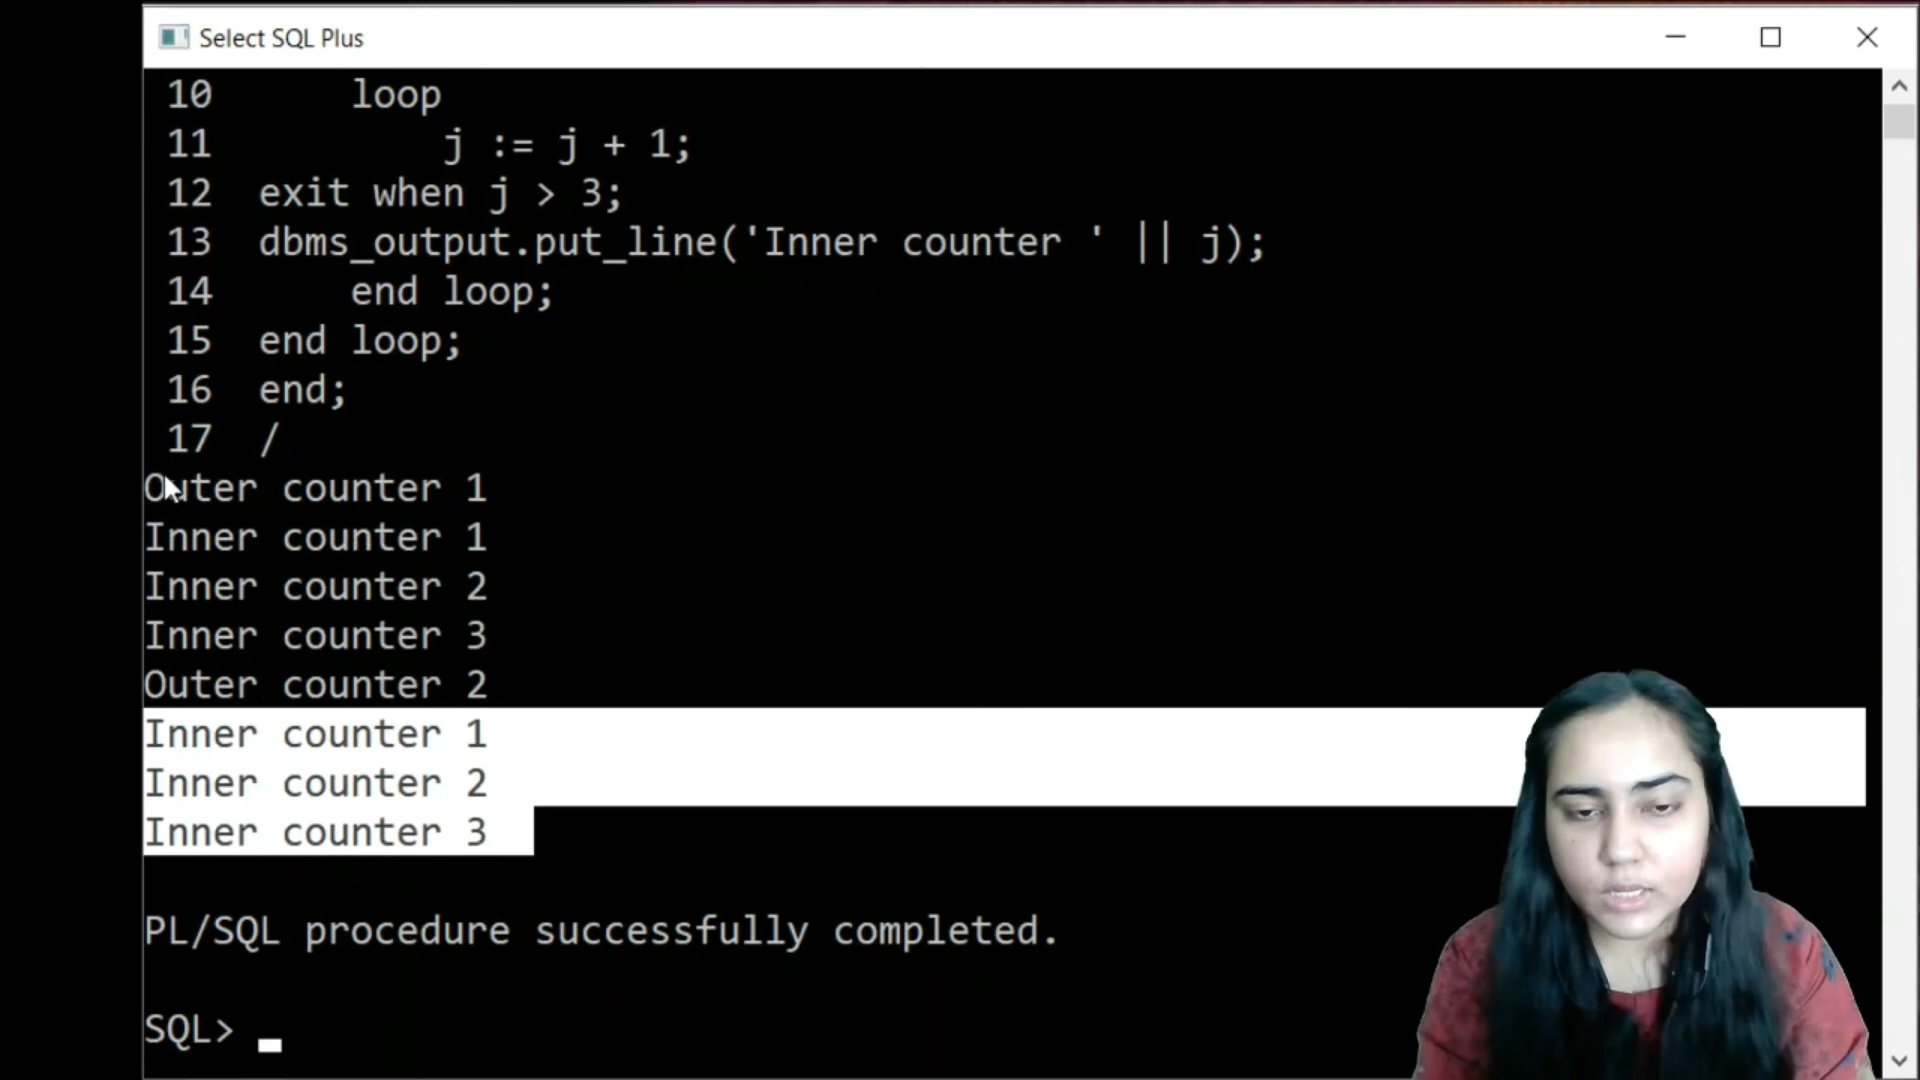 Select SQL Plus
10 loop
11 j := j + 1;
12 exit when j > 3;
13 dbms_output.put_line('Inner counter ' || j);
14 end loop;
15 end loop;
16 end;
17 /
Outer counter 1
Inner counter 1
Inner counter 2
Inner counter 3
Outer counter 2
Inner counter 1
Inner counter 2
Inner counter 3
PL/SQL procedure successfully completed.
SQL>